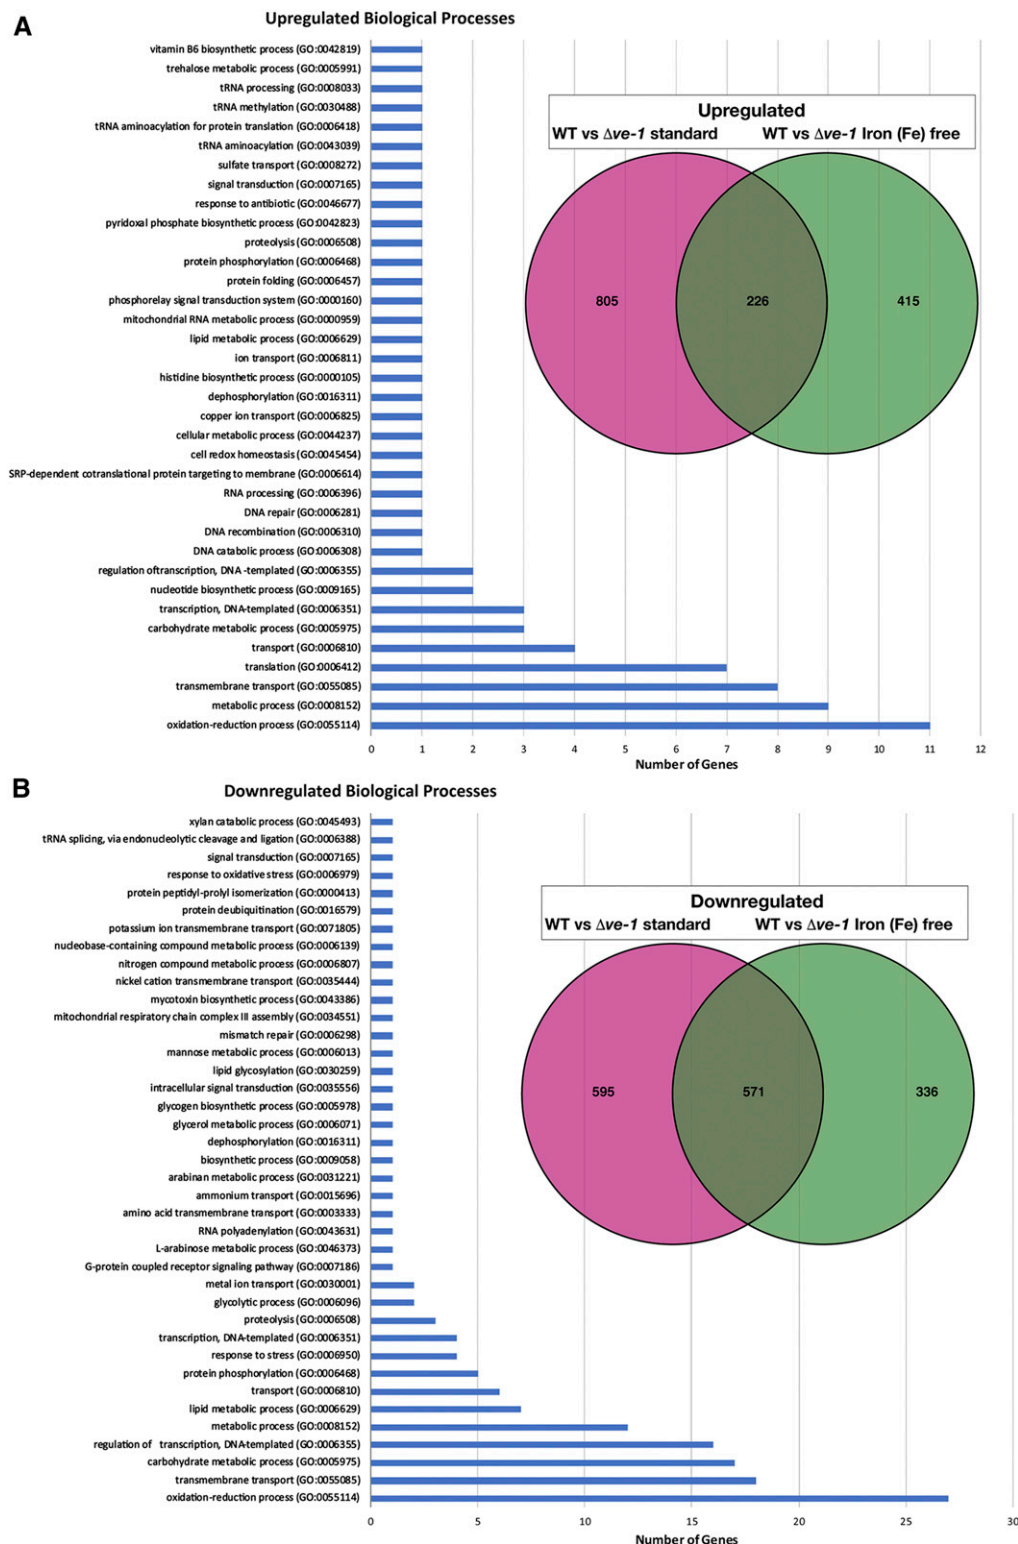 A
Upregulated Biological Processes
vitamin B6 biosynthetic process (GO:0042819)
trehalose metabolic process (GO:0005991)
tRNA processing (GO:0008033)
tRNA methylation (GO:0030488)
tRNA aminoacylation for protein translation (GO:0006418)
tRNA aminoacylation (GO:0043039)
sulfate transport (GO:0008272)
signal transduction (GO:0007165)
response to antibiotic (GO:0046677)
pyridoxal phosphate biosynthetic process (GO:0042823)
proteolysis (GO:0006508)
protein phosphorylation (GO:0006468)
protein folding (GO:0006457)
phosphorelay signal transduction system (GO:0000160)
mitochondrial RNA metabolic process (GO:0000959)
lipid metabolic process (GO:0006629)
ion transport (GO:0006811)
histidine biosynthetic process (GO:0000105)
dephosphorylation (GO:0016311)
copper ion transport (GO:0006825)
cellular metabolic process (GO:0044237)
cell redox homeostasis (GO:0045454)
SRP-dependent cotranslational protein targeting to membrane (GO:0006614)
RNA processing (GO:0006396)
DNA repair (GO:0006281)
DNA recombination (GO:0006310)
DNA catabolic process (GO:0006308)
regulation oftranscription, DNA -templated (GO:0006355)
nucleotide biosynthetic process (GO:0009165)
transcription, DNA-templated (GO:0006351)
carbohydrate metabolic process (GO:0005975)
transport (GO:0006810)
translation (GO:0006412)
transmembrane transport (GO:0055085)
metabolic process (GO:0008152)
oxidation-reduction process (GO:0055114)
0 1 2 3 4 5 6 7 8 9 10 11 12
Number of Genes
Upregulated
WT vs Δve-1 standard WT vs Δve-1 Iron (Fe) free
805 226 415
B
Downregulated Biological Processes
xylan catabolic process (GO:0045493)
tRNA splicing, via endonucleolytic cleavage and ligation (GO:0006388)
signal transduction (GO:0007165)
response to oxidative stress (GO:0006979)
protein peptidyl-prolyl isomerization (GO:0000413)
protein deubiquitination (GO:0016579)
potassium ion transmembrane transport (GO:0071805)
nucleobase-containing compound metabolic process (GO:0006139)
nitrogen compound metabolic process (GO:0006807)
nickel cation transmembrane transport (GO:0035444)
mycotoxin biosynthetic process (GO:0043386)
mitochondrial respiratory chain complex III assembly (GO:0034551)
mismatch repair (GO:0006298)
mannose metabolic process (GO:0006013)
lipid glycosylation (GO:0030259)
intracellular signal transduction (GO:0035556)
glycogen biosynthetic process (GO:0005978)
glycerol metabolic process (GO:0006071)
dephosphorylation (GO:0016311)
biosynthetic process (GO:0009058)
arabinan metabolic process (GO:0031221)
ammonium transport (GO:0015696)
amino acid transmembrane transport (GO:0003333)
RNA polyadenylation (GO:0043631)
L-arabinose metabolic process (GO:0046373)
G-protein coupled receptor signaling pathway (GO:0007186)
metal ion transport (GO:0030001)
glycolytic process (GO:0006096)
proteolysis (GO:0006508)
transcription, DNA-templated (GO:0006351)
response to stress (GO:0006950)
protein phosphorylation (GO:0006468)
transport (GO:0006810)
lipid metabolic process (GO:0006629)
metabolic process (GO:0008152)
regulation of transcription, DNA-templated (GO:0006355)
carbohydrate metabolic process (GO:0005975)
transmembrane transport (GO:0055085)
oxidation-reduction process (GO:0055114)
0 5 10 15 20 25 30
Number of Genes
Downregulated
WT vs Δve-1 standard WT vs Δve-1 Iron (Fe) free
595 571 336